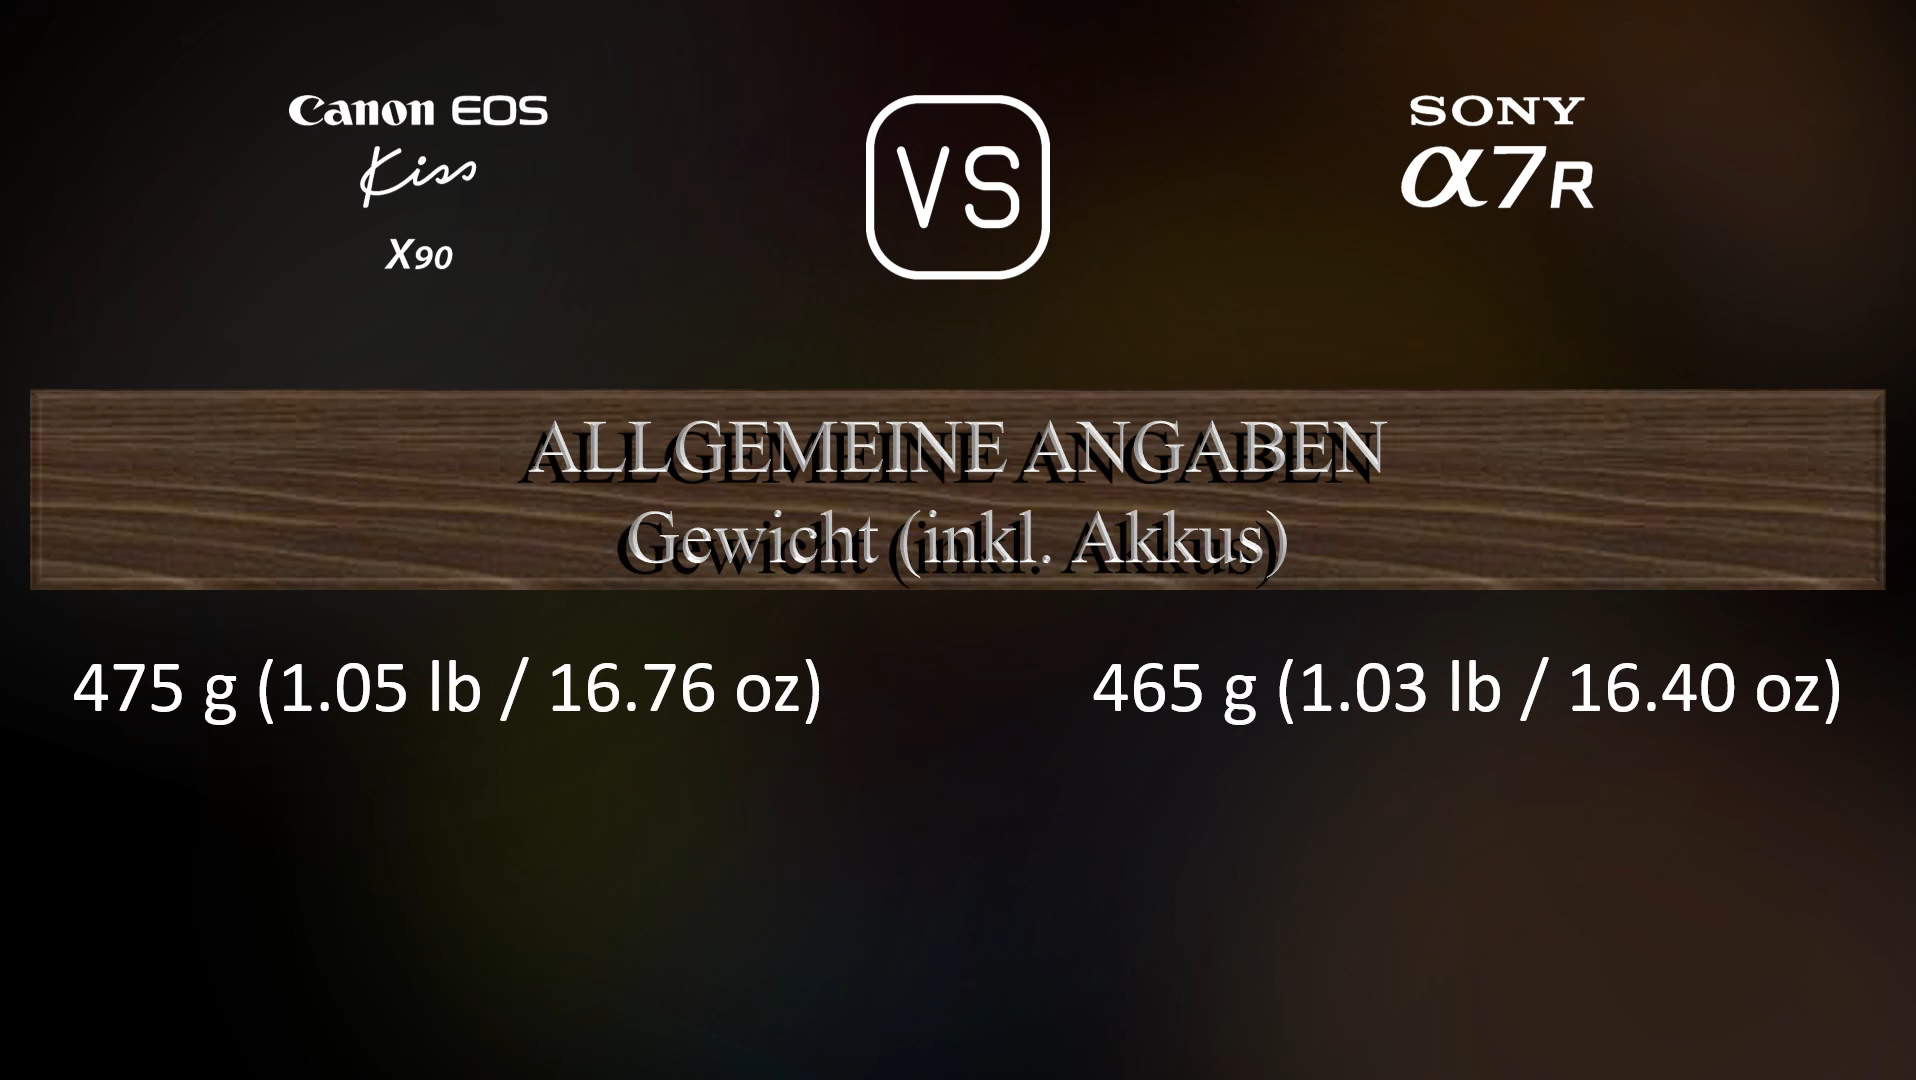 Canon EOS
Kiss
X90
VS
SONY
α7R
ALLGEMEINE ANGABEN
Gewicht (inkl. Akkus)
475 g (1.05 lb / 16.76 oz)
465 g (1.03 lb / 16.40 oz)